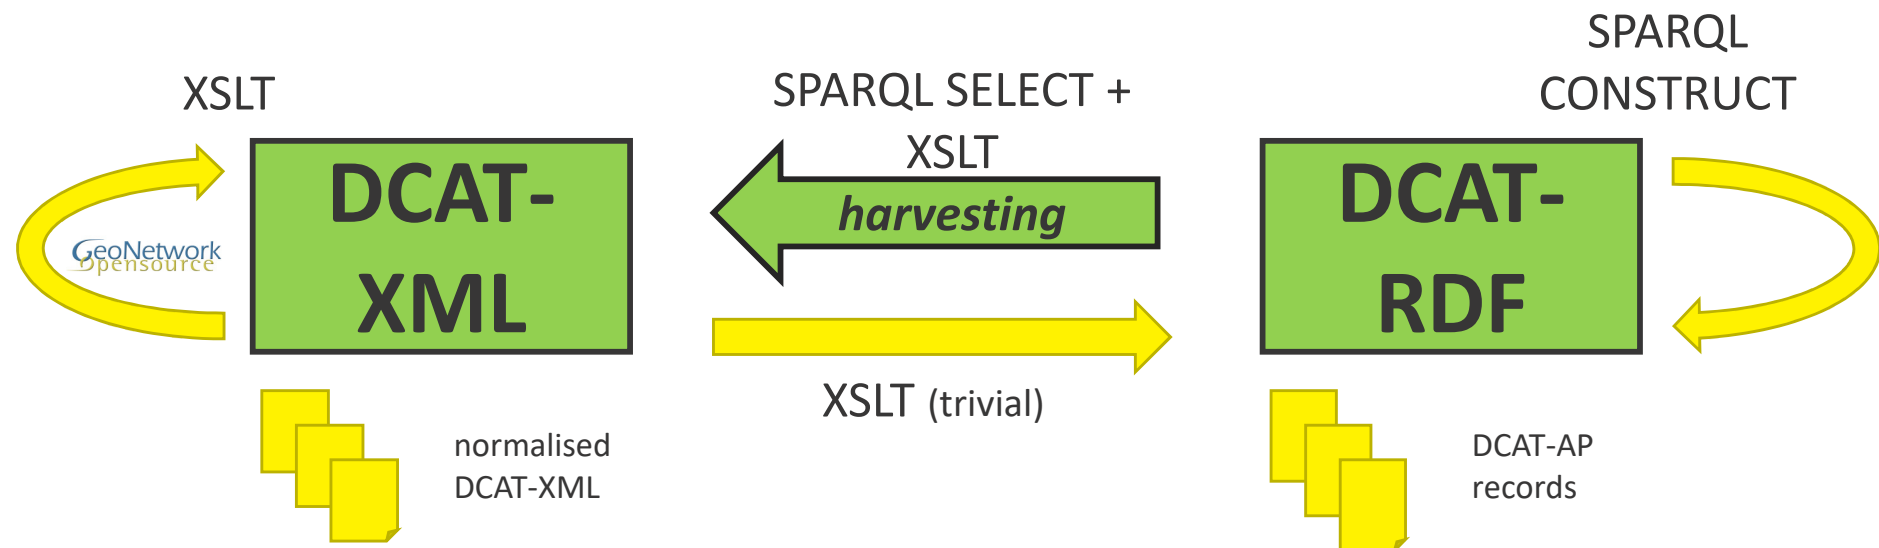 SPARQL
CONSTRUCT
XSLT
SPARQL SELECT +
XSLT
DCAT-
XML
harvesting
DCAT-
RDF
GeoNetwork
Opensource
XSLT (trivial)
normalised
DCAT-XML
DCAT-AP
records